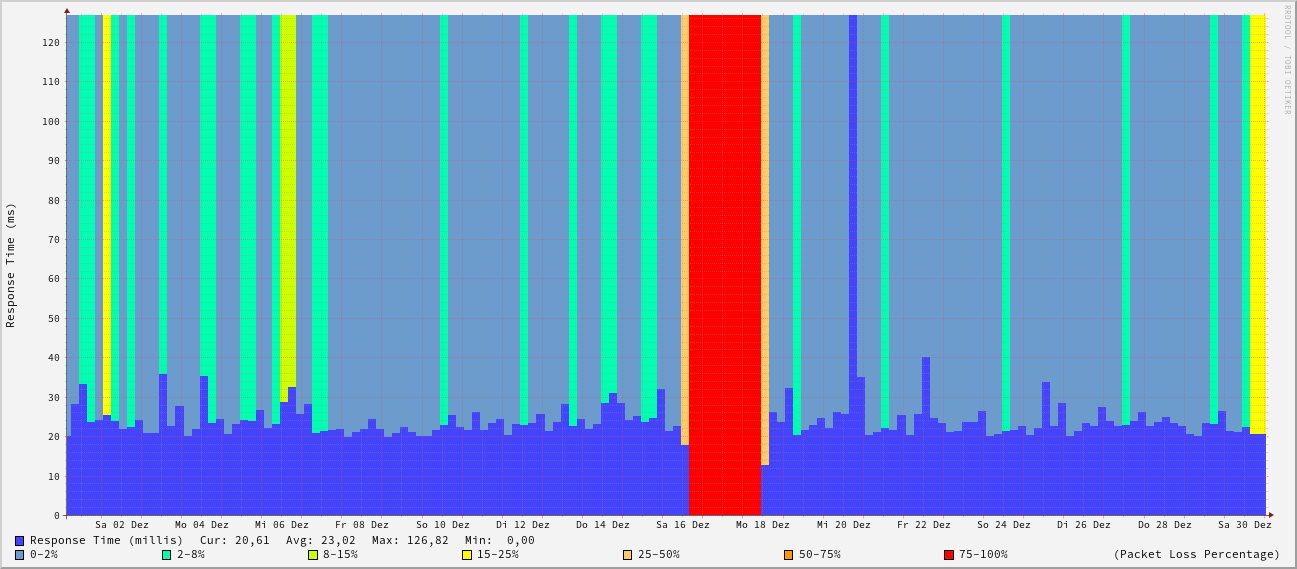 RRDTOOL / TOBI OETIKER
Response Time (ms)
120
110
100
90
80
70
60
50
40
30
20
10
0
Sa 02 Dez Mo 04 Dez Mi 06 Dez Fr 08 Dez So 10 Dez Di 12 Dez Do 14 Dez Sa 16 Dez Mo 18 Dez Mi 20 Dez Fr 22 Dez So 24 Dez Di 26 Dez Do 28 Dez Sa 30 Dez
Response Time (millis) Cur: 20,61 Avg: 23,02 Max: 126,82 Min: 0,00
0-2% 2-8% 8-15% 15-25% 25-50% 50-75% 75-100% (Packet Loss Percentage)